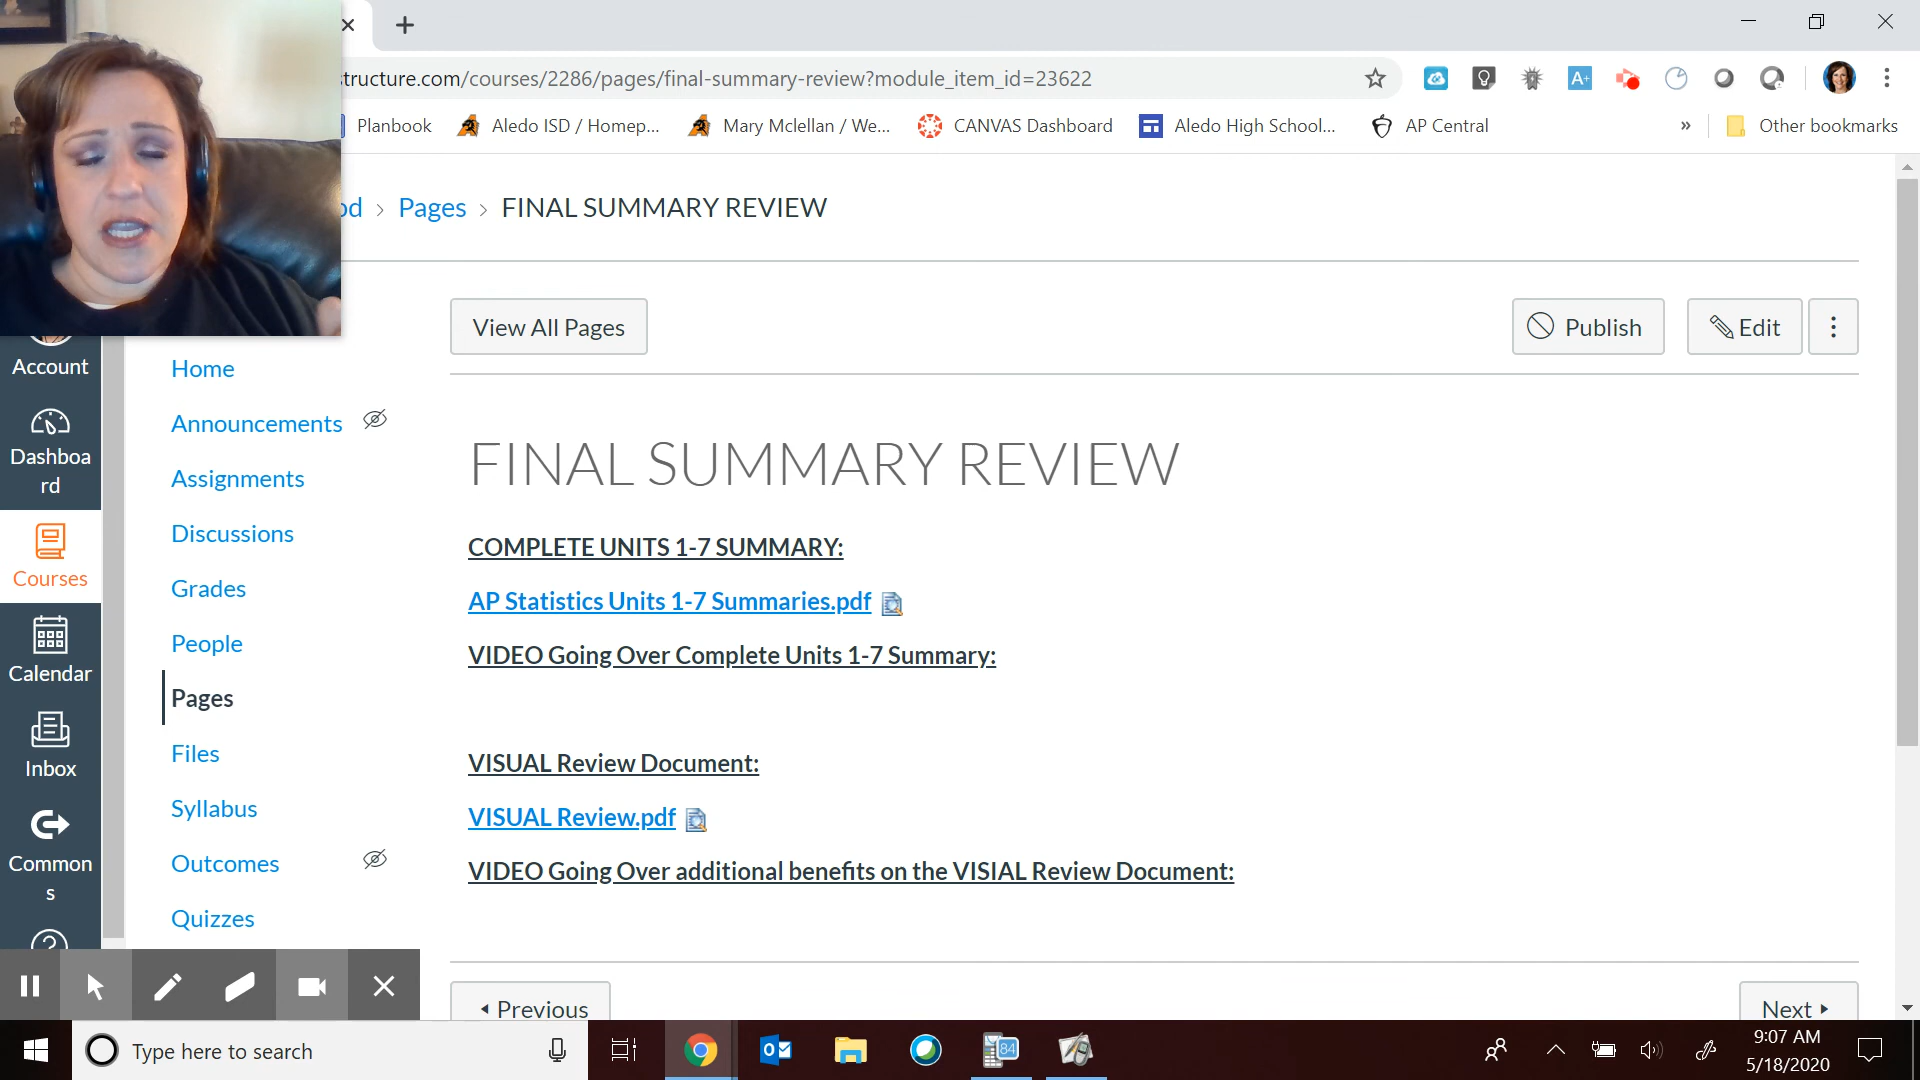 structure.com/courses/2286/pages/final-summary-review?module_item_id=23622
Planbook
Aledo ISD / Homep...
Mary Mclellan / We...
CANVAS Dashboard
Aledo High School...
AP Central
»
Other bookmarks
od › Pages › FINAL SUMMARY REVIEW
View All Pages
Publish
Edit
Account
Dashboa
rd
Courses
Calendar
Inbox
Common
s
Home
Announcements
Assignments
Discussions
Grades
People
Pages
Files
Syllabus
Outcomes
Quizzes
FINAL SUMMARY REVIEW
COMPLETE UNITS 1-7 SUMMARY:
AP Statistics Units 1-7 Summaries.pdf
VIDEO Going Over Complete Units 1-7 Summary:
VISUAL Review Document:
VISUAL Review.pdf
VIDEO Going Over additional benefits on the VISIAL Review Document:
Previous
Next
Type here to search
84
9:07 AM
5/18/2020